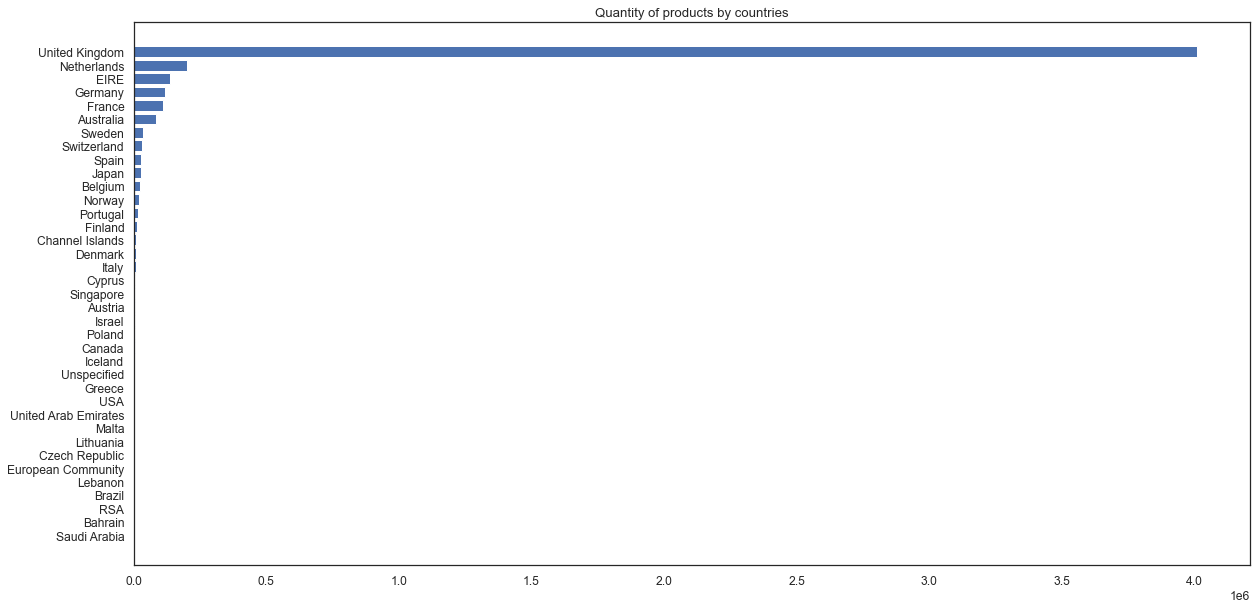 Quantity of products by countries
United Kingdom
Netherlands
EIRE
Germany
France
Australia
Sweden
Switzerland
Spain
Japan
Belgium
Norway
Portugal
Finland
Channel Islands
Denmark
Italy
Cyprus
Singapore
Austria
Israel
Poland
Canada
Iceland
Unspecified
Greece
USA
United Arab Emirates
Malta
Lithuania
Czech Republic
European Community
Lebanon
Brazil
RSA
Bahrain
Saudi Arabia
0.0 0.5 1.0 1.5 2.0 2.5 3.0 3.5 4.0
1e6